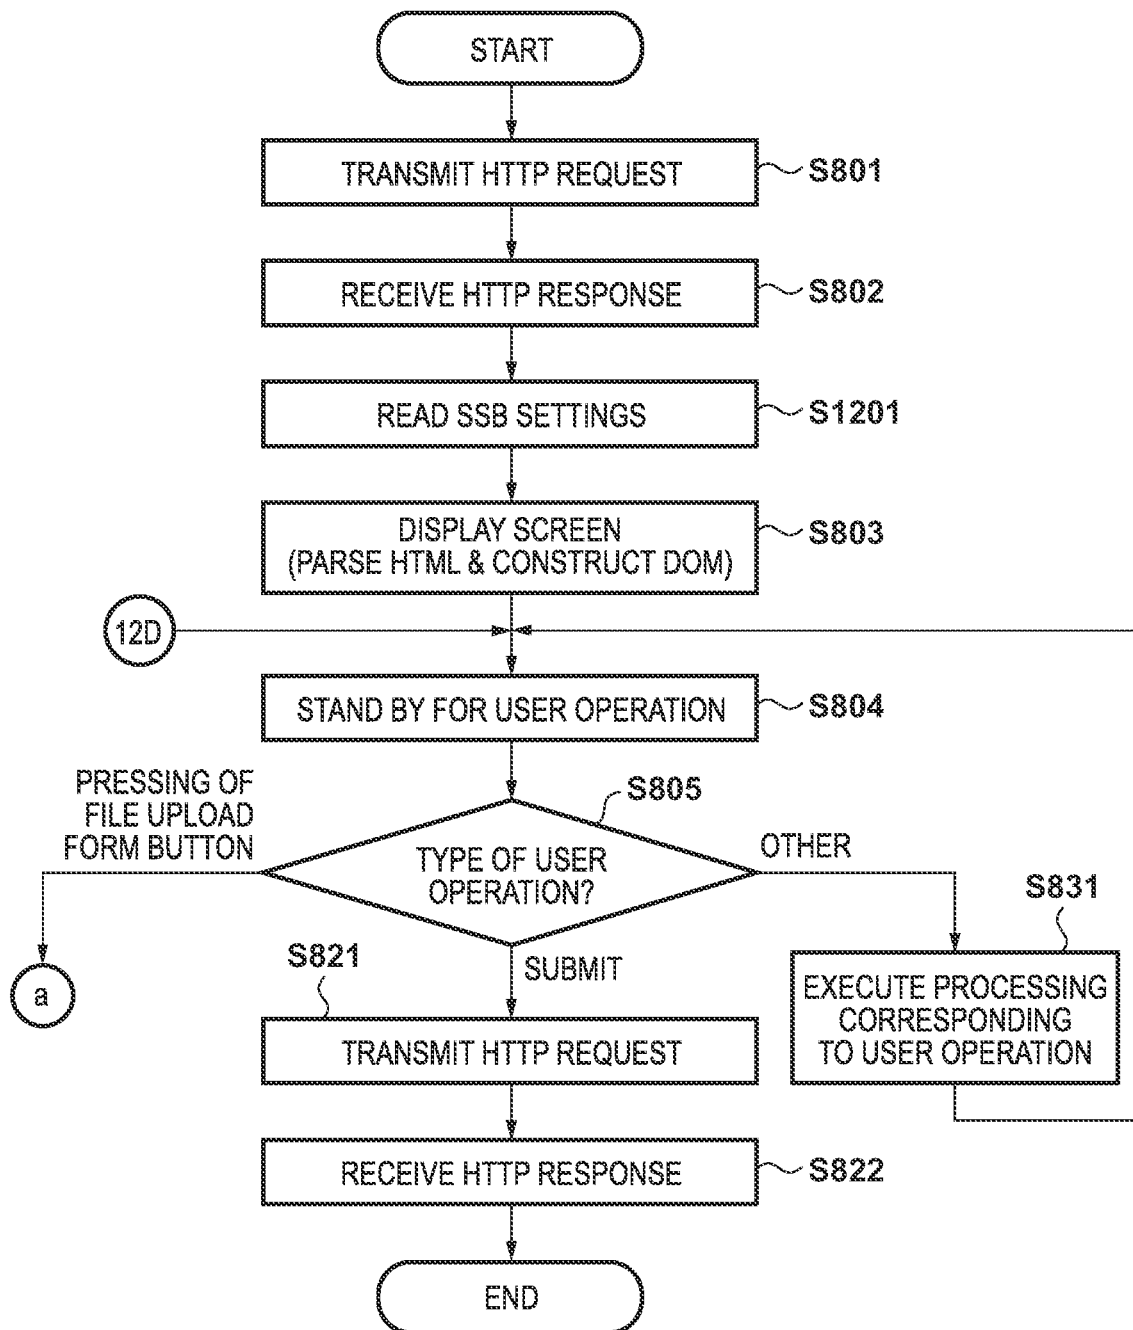 START
TRANSMIT HTTP REQUEST
S801
RECEIVE HTTP RESPONSE
S802
READ SSB SETTINGS
S1201
DISPLAY SCREEN
(PARSE HTML & CONSTRUCT DOM)
S803
12D
STAND BY FOR USER OPERATION
S804
PRESSING OF
FILE UPLOAD
FORM BUTTON
S805
TYPE OF USER
OPERATION?
OTHER
a
SUBMIT
S831
EXECUTE PROCESSING
CORRESPONDING
TO USER OPERATION
S821
TRANSMIT HTTP REQUEST
RECEIVE HTTP RESPONSE
S822
END